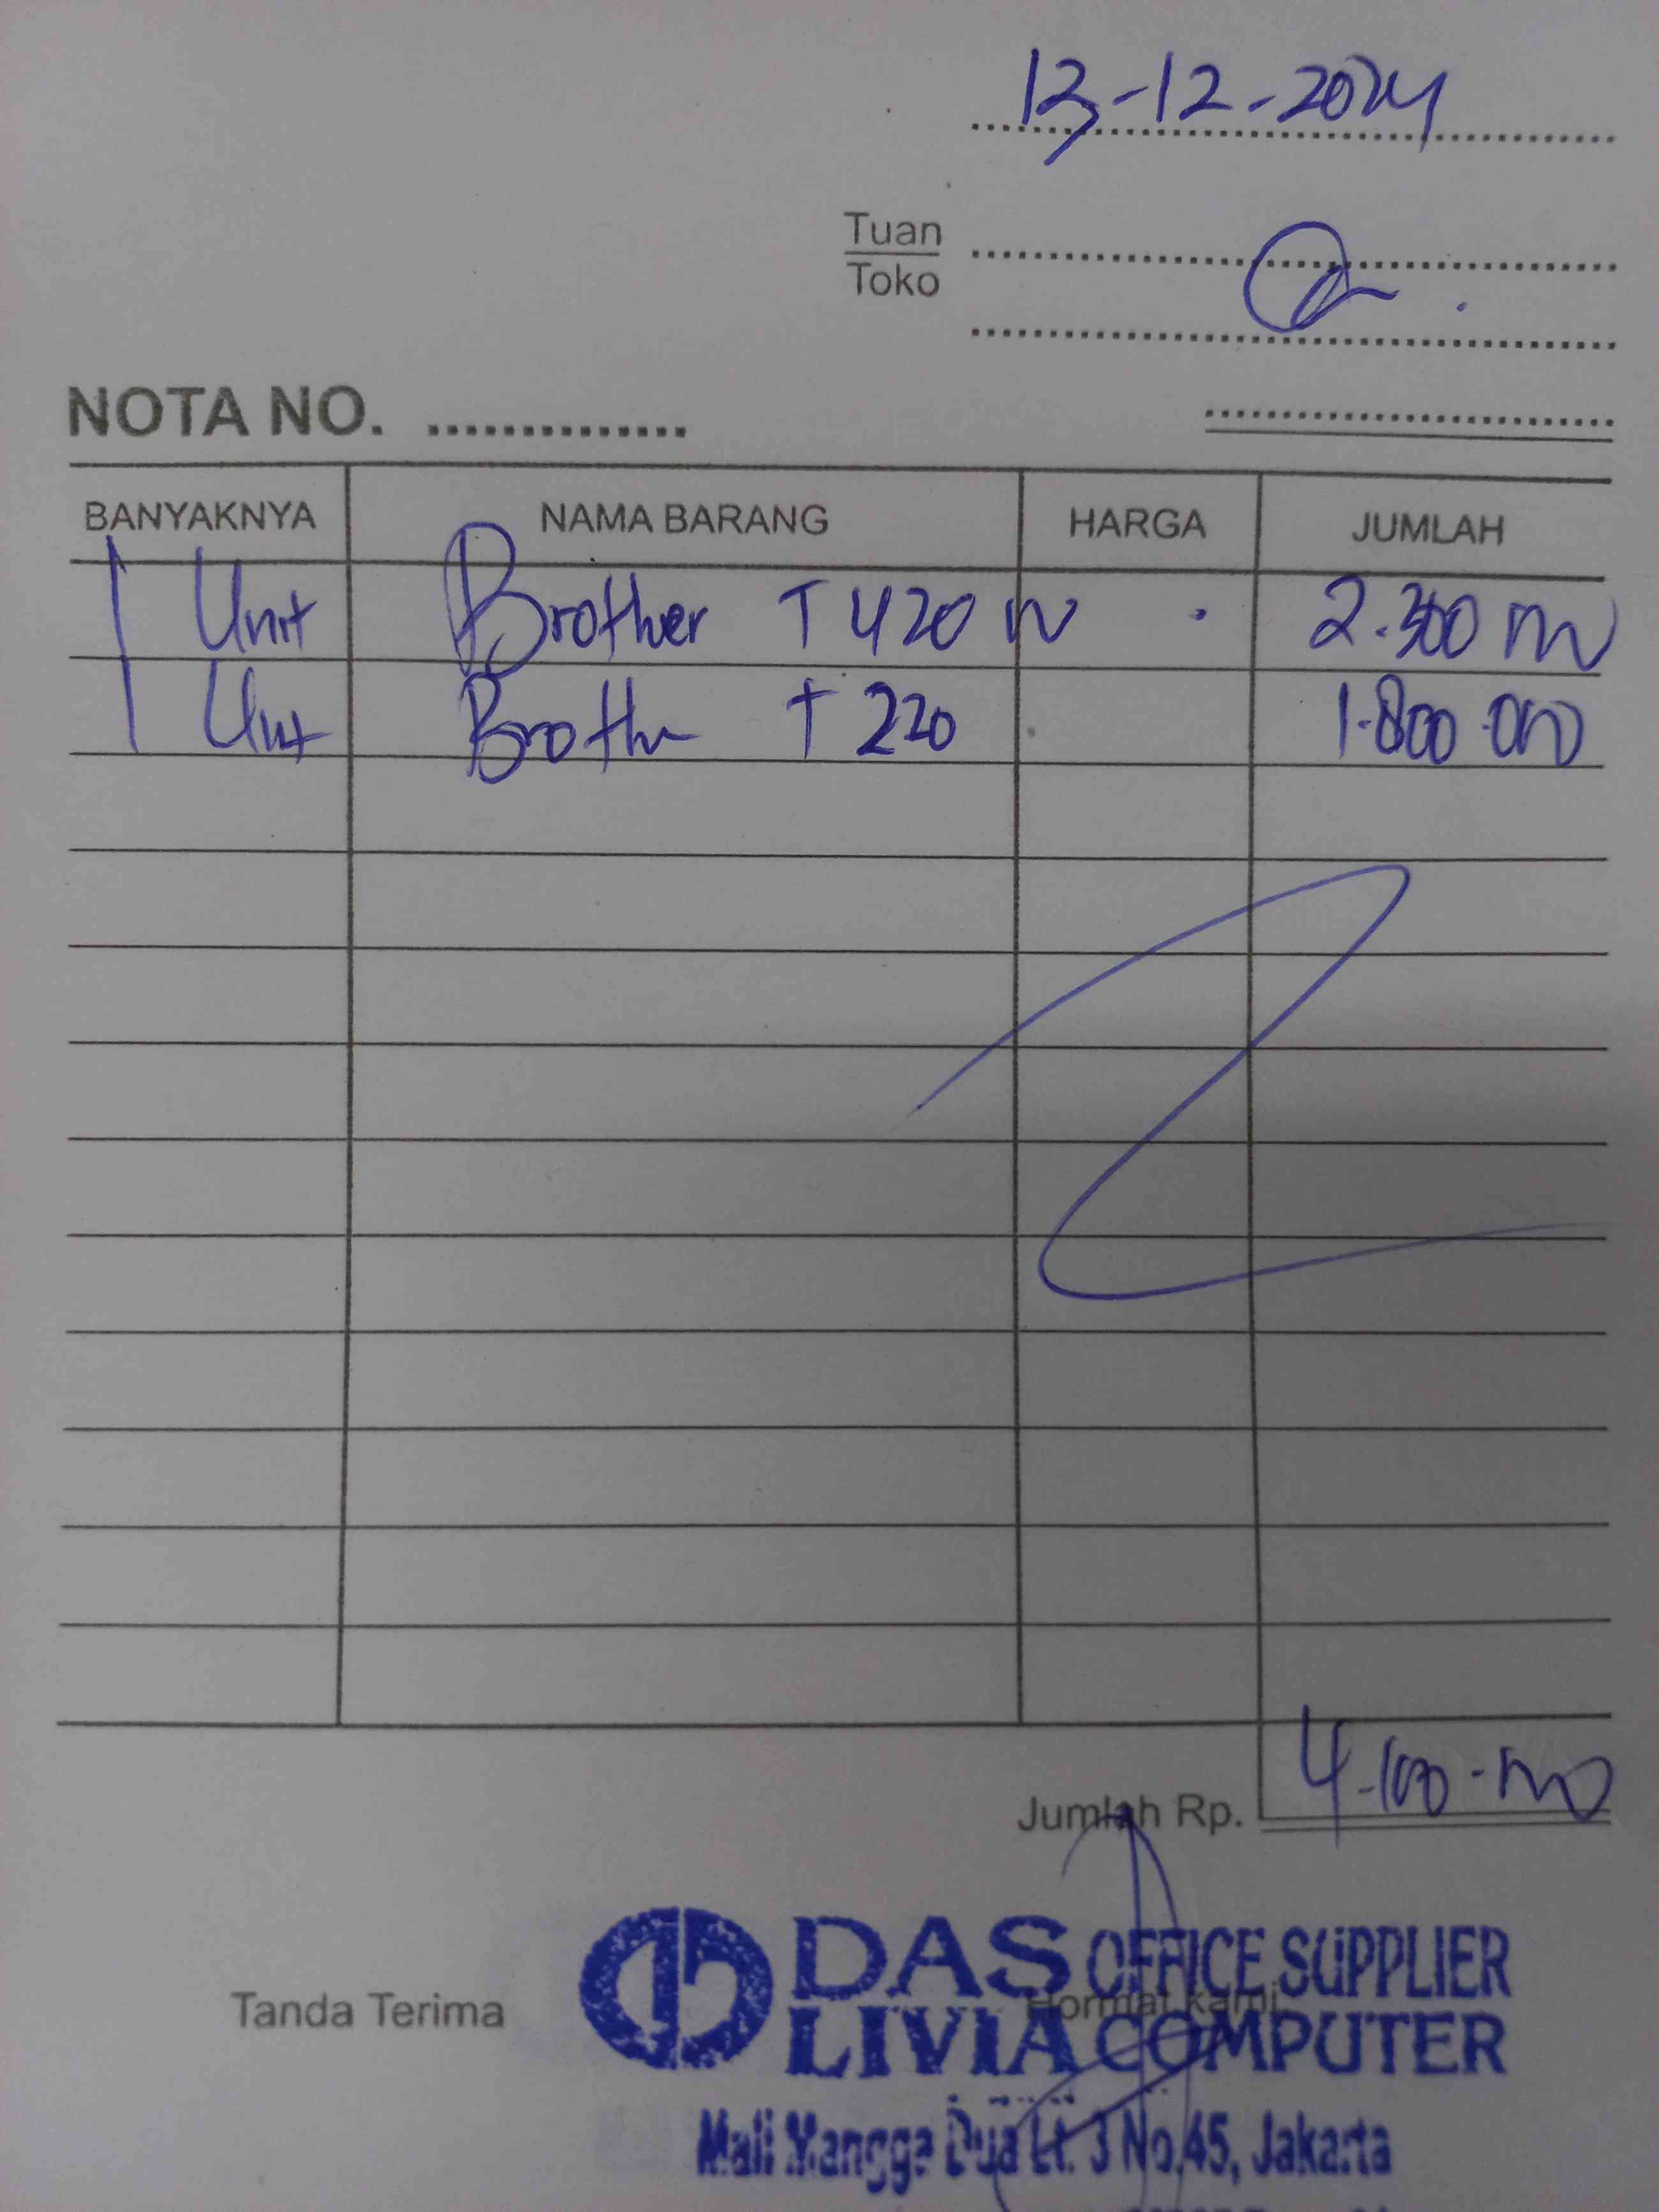 13-12-2024
Tuan
Toko
NOTA NO. ..............
BANYAKNYA NAMA BARANG HARGA JUMLAH
1 Unit Brother T420 W 2.300 000
1 Unit Brother T220 1.800.000
Jumlah Rp. 4.100.000
Tanda Terima Hormat kami
DAS OFFICE SUPPLIER
LIVIA COMPUTER
Mall Mangga Dua Lt. 3 No.45, Jakarta